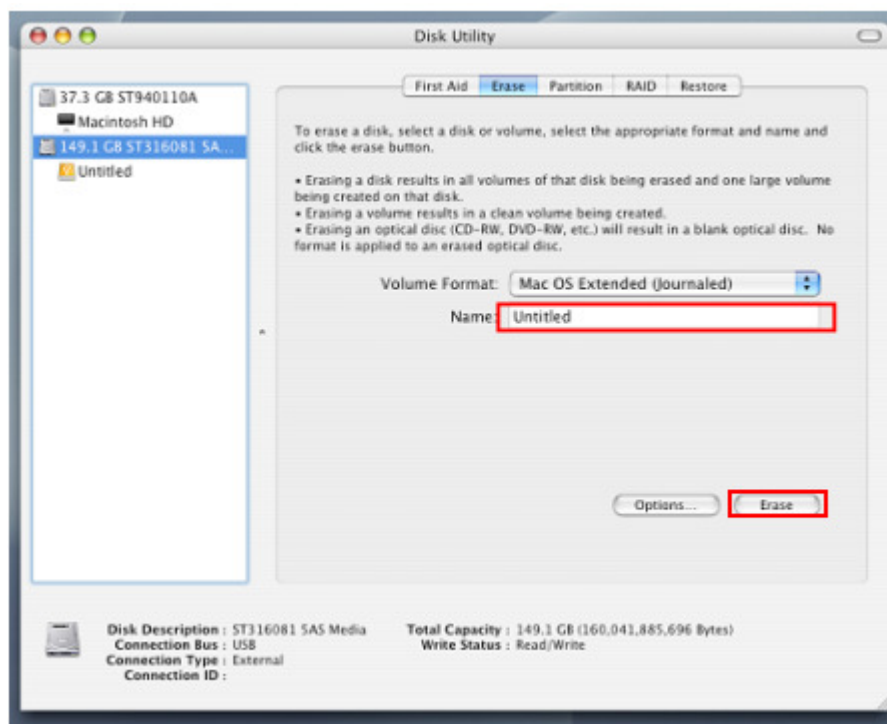 Disk Utility
37.3 GB ST940110A
Macintosh HD
149.1 GB ST316081 5A...
Untitled
First Aid Erase Partition RAID Restore
To erase a disk, select a disk or volume, select the appropriate format and name and
click the erase button.
• Erasing a disk results in all volumes of that disk being erased and one large volume
being created on that disk.
• Erasing a volume results in a clean volume being created.
• Erasing an optical disc (CD-RW, DVD-RW, etc.) will result in a blank optical disc. No
format is applied to an erased optical disc.
Volume Format: Mac OS Extended (Journaled)
Name: Untitled
Options... Erase
Disk Description : ST316081 5AS Media Total Capacity : 149.1 GB (160,041,885,696 Bytes)
Connection Bus : USB Write Status : Read/Write
Connection Type : External
Connection ID :